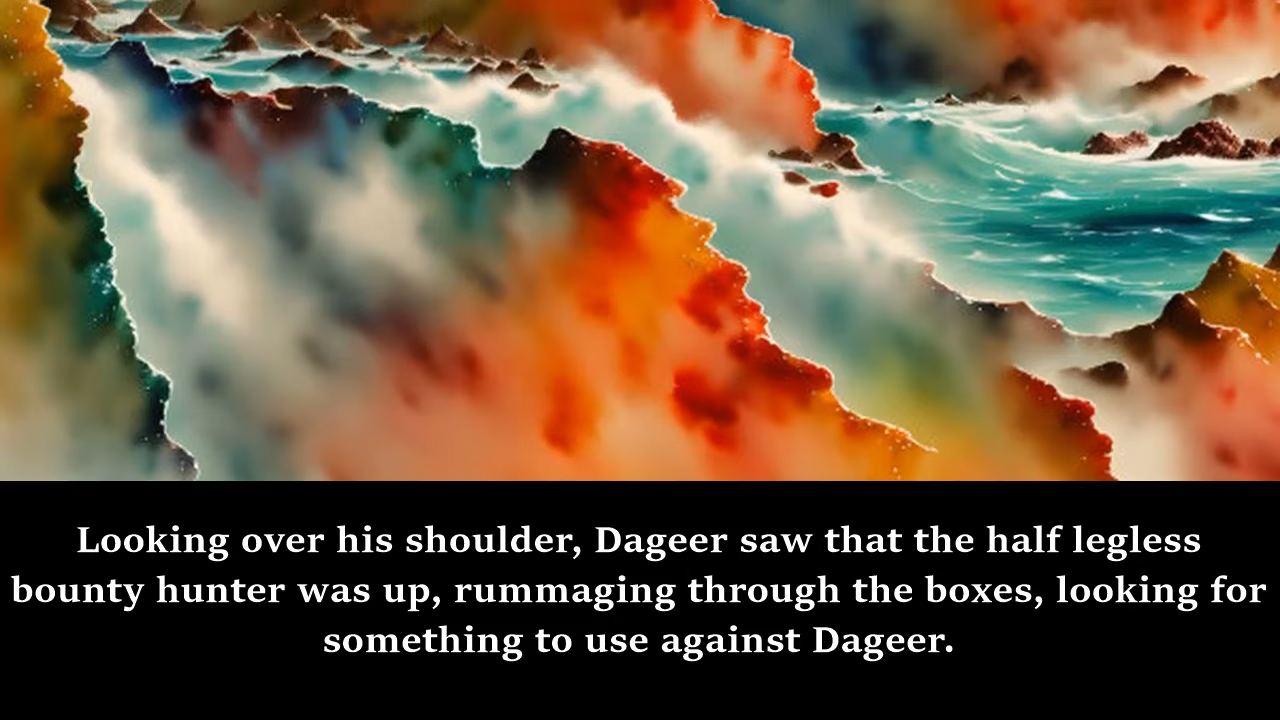 Looking over his shoulder, Dageer saw that the half legless
bounty hunter was up, rummaging through the boxes, looking for
something to use against Dageer.